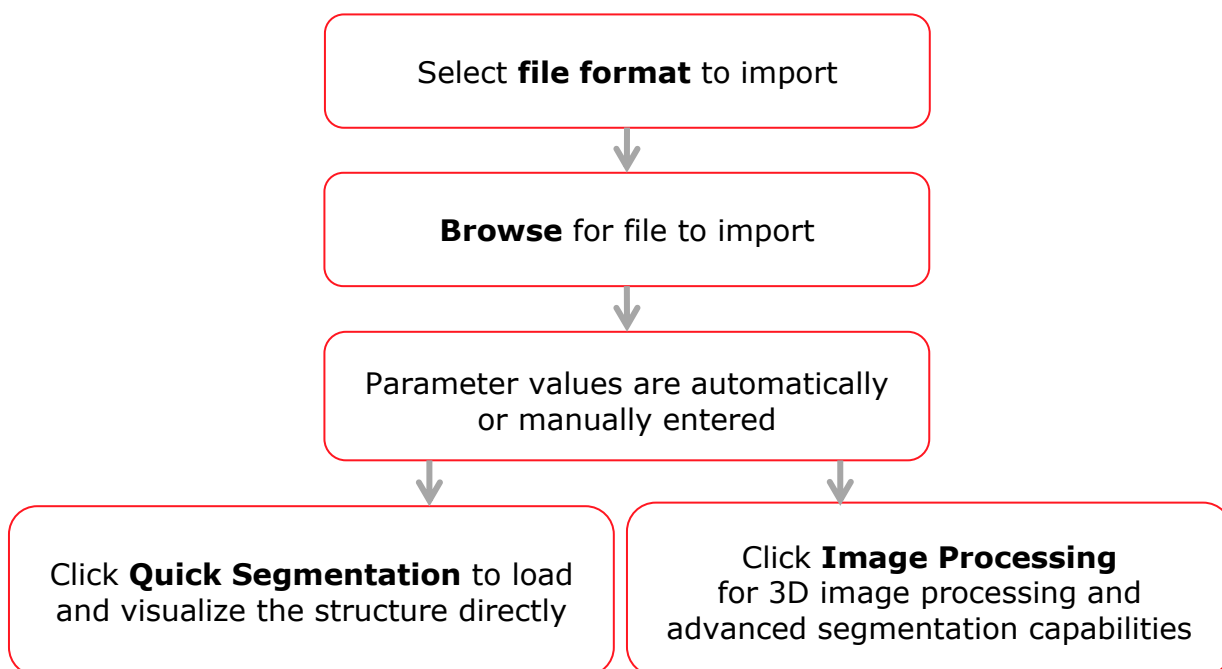 Select file format to import
Browse for file to import
Parameter values are automatically
or manually entered
Click Quick Segmentation to load
and visualize the structure directly
Click Image Processing
for 3D image processing and
advanced segmentation capabilities